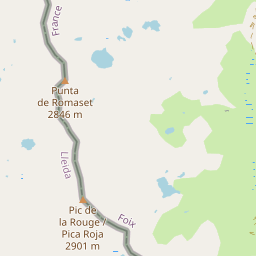 France
Punta
de Romaset
2846 m
Lleida
Pic de
la Rouge /
Pica Roja
2901 m
Foix